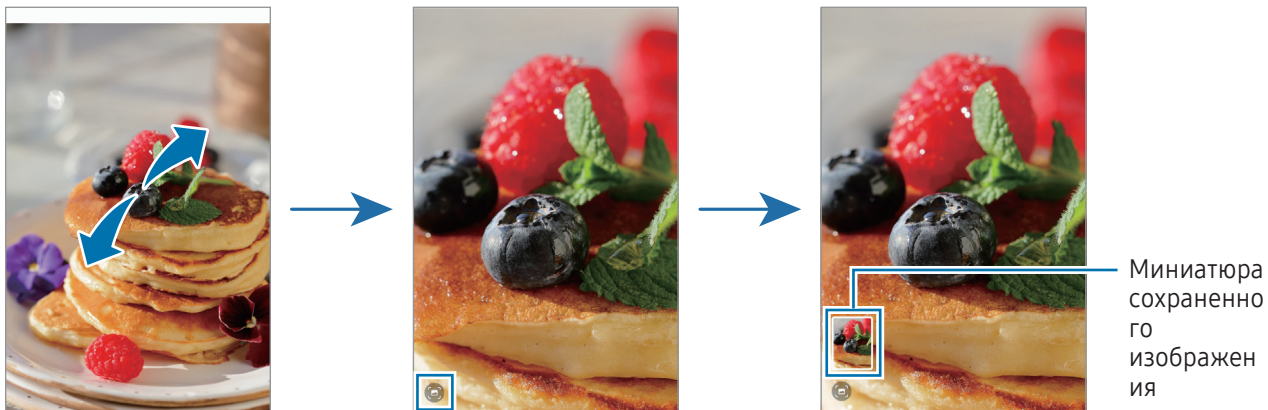 Миниатюра
сохраненно
го
изображен
ия